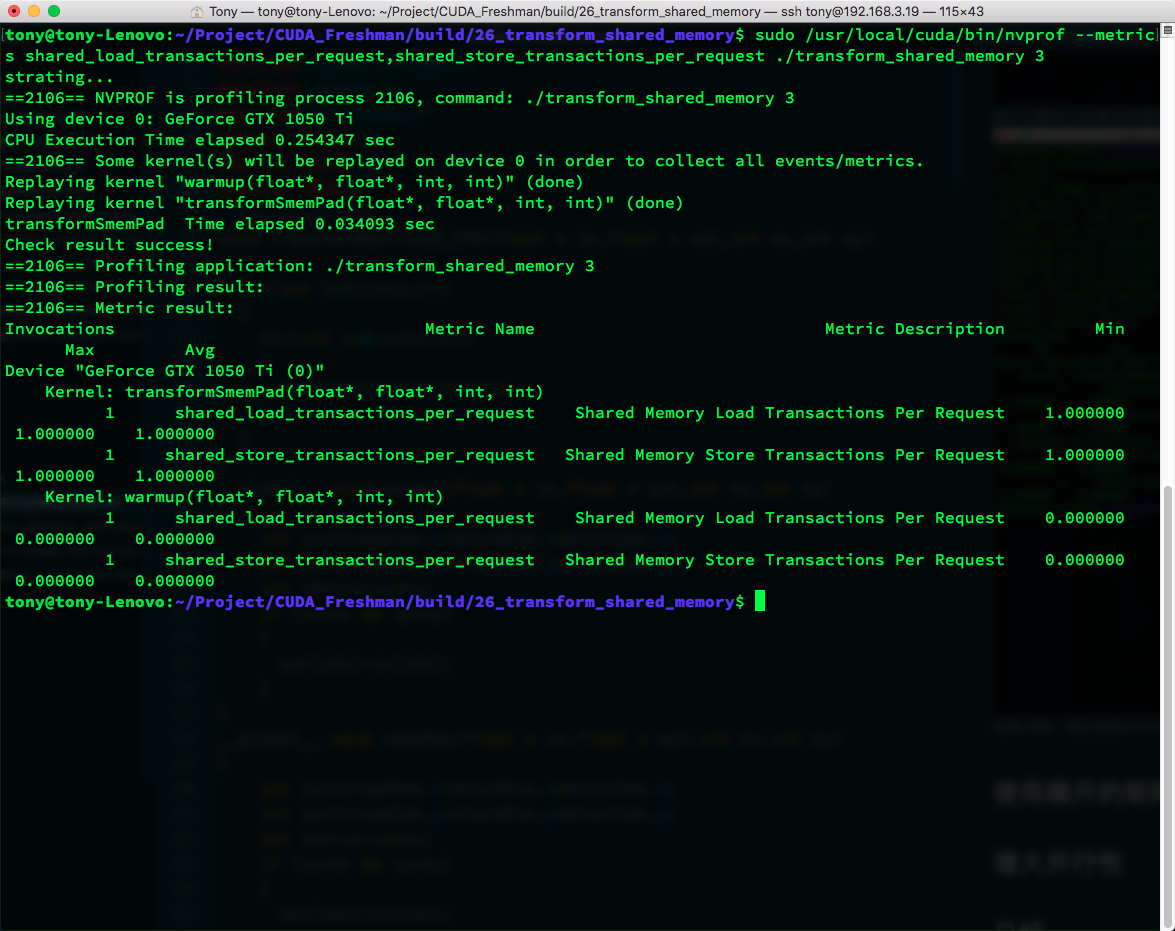 Tony — tony@tony-Lenovo: ~/Project/CUDA_Freshman/build/26_transform_shared_memory — ssh tony@192.168.3.19 — 115×43
tony@tony-Lenovo:~/Project/CUDA_Freshman/build/26_transform_shared_memory$ sudo /usr/local/cuda/bin/nvprof --metric
s shared_load_transactions_per_request,shared_store_transactions_per_request ./transform_shared_memory 3
strating...
==2106== NVPROF is profiling process 2106, command: ./transform_shared_memory 3
Using device 0: GeForce GTX 1050 Ti
CPU Execution Time elapsed 0.254347 sec
==2106== Some kernel(s) will be replayed on device 0 in order to collect all events/metrics.
Replaying kernel "warmup(float*, float*, int, int)" (done)
Replaying kernel "transformSmemPad(float*, float*, int, int)" (done)
transformSmemPad  Time elapsed 0.034093 sec
Check result success!
==2106== Profiling application: ./transform_shared_memory 3
==2106== Profiling result:
==2106== Metric result:
Invocations                               Metric Name                             Metric Description         Min
      Max         Avg
Device "GeForce GTX 1050 Ti (0)"
    Kernel: transformSmemPad(float*, float*, int, int)
          1      shared_load_transactions_per_request    Shared Memory Load Transactions Per Request    1.000000
 1.000000    1.000000
          1     shared_store_transactions_per_request   Shared Memory Store Transactions Per Request    1.000000
 1.000000    1.000000
    Kernel: warmup(float*, float*, int, int)
          1      shared_load_transactions_per_request    Shared Memory Load Transactions Per Request    0.000000
 0.000000    0.000000
          1     shared_store_transactions_per_request   Shared Memory Store Transactions Per Request    0.000000
 0.000000    0.000000
tony@tony-Lenovo:~/Project/CUDA_Freshman/build/26_transform_shared_memory$